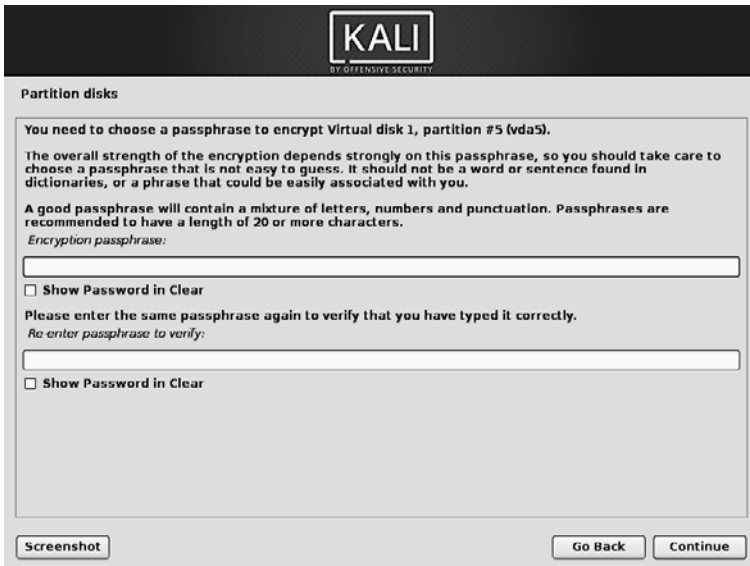 KALI
BY OFFENSIVE SECURITY
Partition disks
You need to choose a passphrase to encrypt Virtual disk 1, partition #5 (vda5).
The overall strength of the encryption depends strongly on this passphrase, so you should take care to
choose a passphrase that is not easy to guess. It should not be a word or sentence found in
dictionaries, or a phrase that could be easily associated with you.
A good passphrase will contain a mixture of letters, numbers and punctuation. Passphrases are
recommended to have a length of 20 or more characters.
Encryption passphrase:
Show Password in Clear
Please enter the same passphrase again to verify that you have typed it correctly.
Re-enter passphrase to verify:
Show Password in Clear
Screenshot
Go Back
Continue